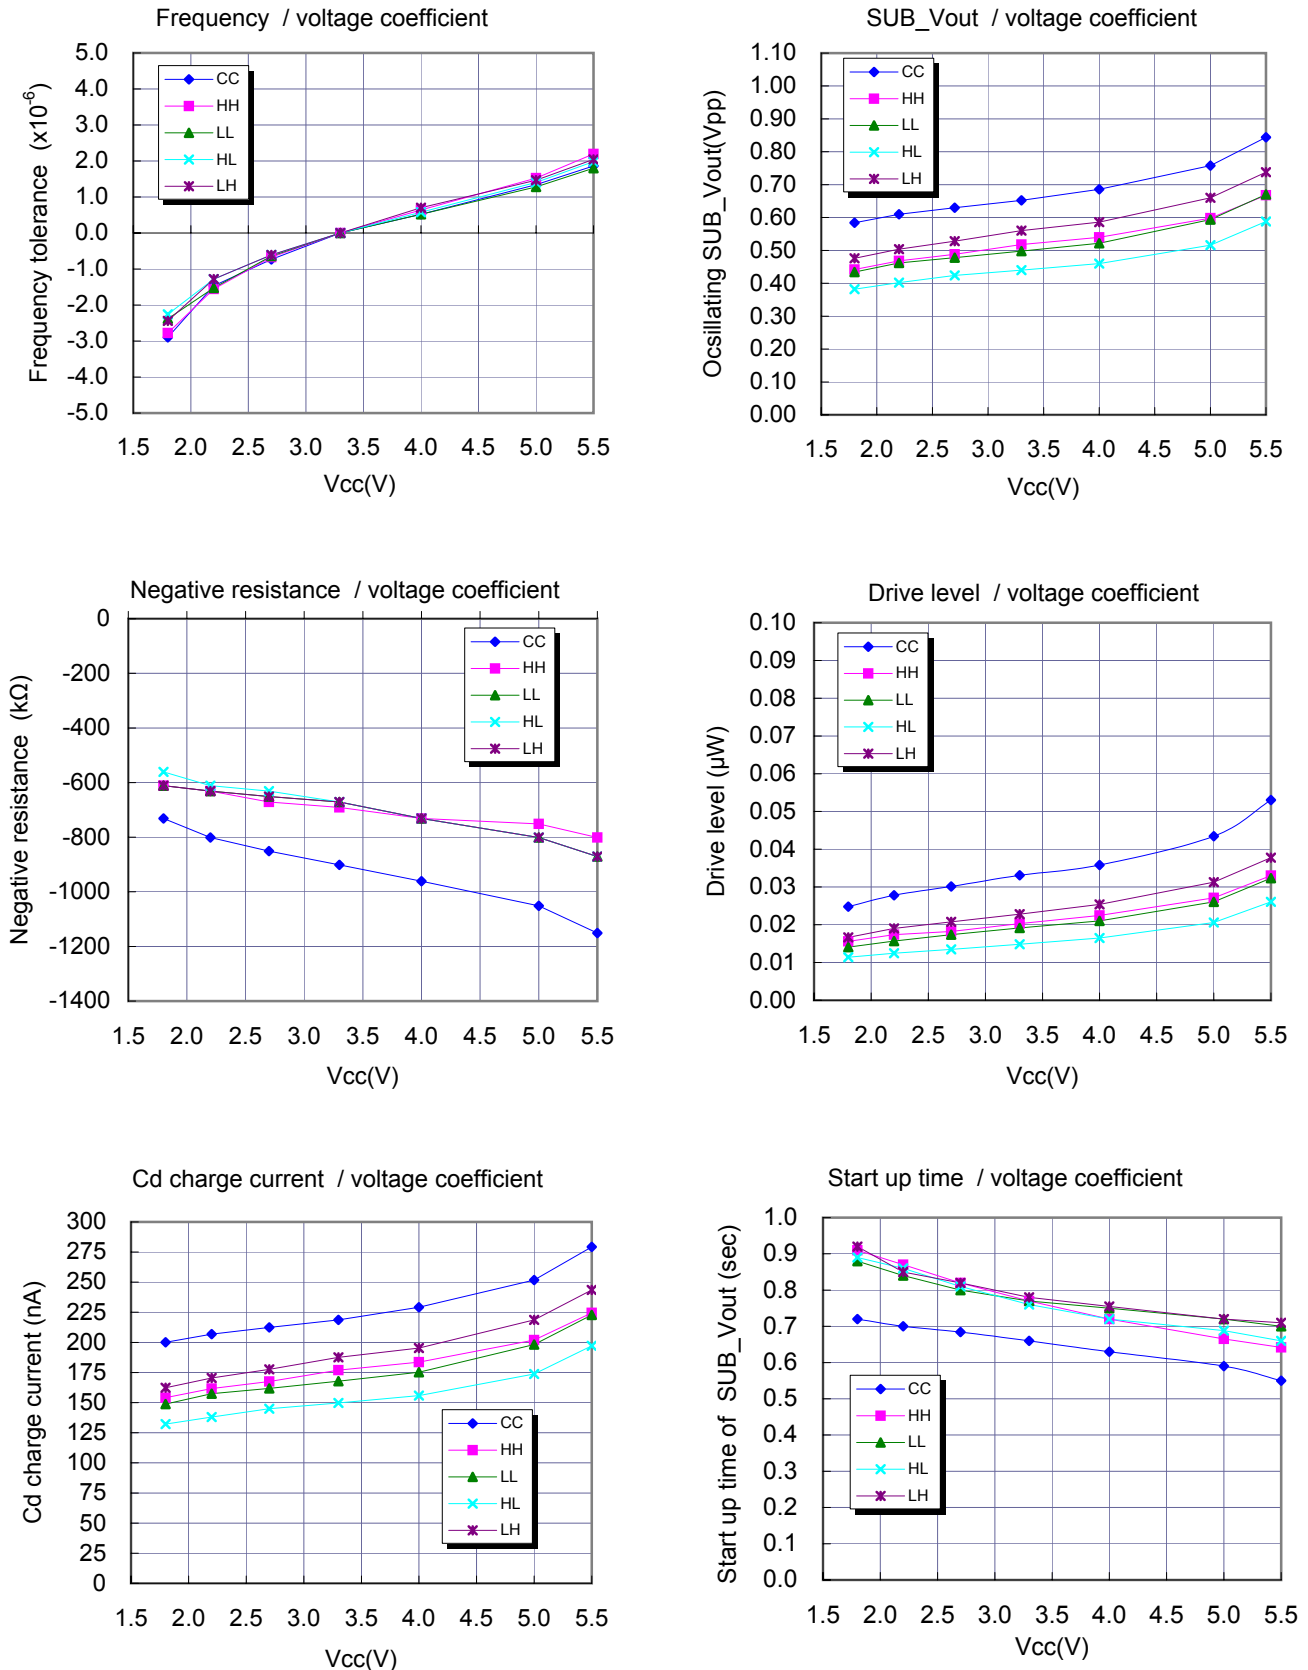 Frequency / voltage coefficient
5.0
4.0
3.0
2.0
1.0
0.0
-1.0
-2.0
-3.0
-4.0
-5.0
Frequency tolerance (x10-6)
CC
HH
LL
HL
LH
1.5 2.0 2.5 3.0 3.5 4.0 4.5 5.0 5.5
Vcc(V)
SUB_Vout / voltage coefficient
1.10
1.00
0.90
0.80
0.70
0.60
0.50
0.40
0.30
0.20
0.10
0.00
Ocsillating SUB_Vout(Vpp)
CC
HH
LL
HL
LH
1.5 2.0 2.5 3.0 3.5 4.0 4.5 5.0 5.5
Vcc(V)
Negative resistance / voltage coefficient
0
-200
-400
-600
-800
-1000
-1200
-1400
Negative resistance (kΩ)
CC
HH
LL
HL
LH
1.5 2.0 2.5 3.0 3.5 4.0 4.5 5.0 5.5
Vcc(V)
Drive level / voltage coefficient
0.10
0.09
0.08
0.07
0.06
0.05
0.04
0.03
0.02
0.01
0.00
Drive level (µW)
CC
HH
LL
HL
LH
1.5 2.0 2.5 3.0 3.5 4.0 4.5 5.0 5.5
Vcc(V)
Cd charge current / voltage coefficient
300
275
250
225
200
175
150
125
100
75
50
25
0
Cd charge current (nA)
CC
HH
LL
HL
LH
1.5 2.0 2.5 3.0 3.5 4.0 4.5 5.0 5.5
Vcc(V)
Start up time / voltage coefficient
1.0
0.9
0.8
0.7
0.6
0.5
0.4
0.3
0.2
0.1
0.0
Start up time of SUB_Vout (sec)
CC
HH
LL
HL
LH
1.5 2.0 2.5 3.0 3.5 4.0 4.5 5.0 5.5
Vcc(V)